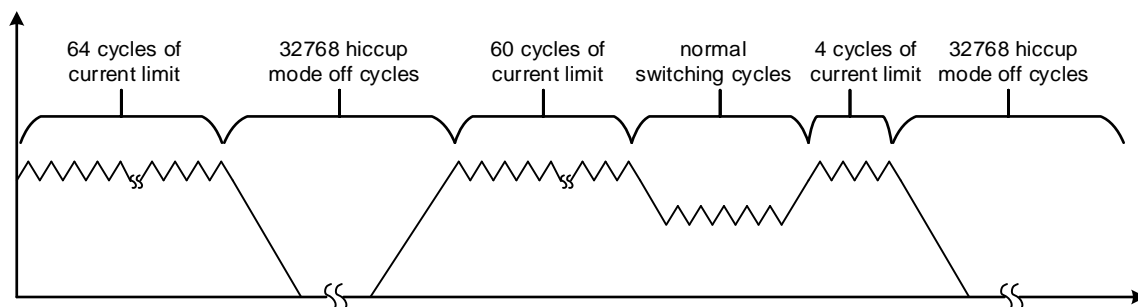 64 cycles of
current limit
32768 hiccup
mode off cycles
60 cycles of
current limit
normal
switching cycles
4 cycles of
current limit
32768 hiccup
mode off cycles